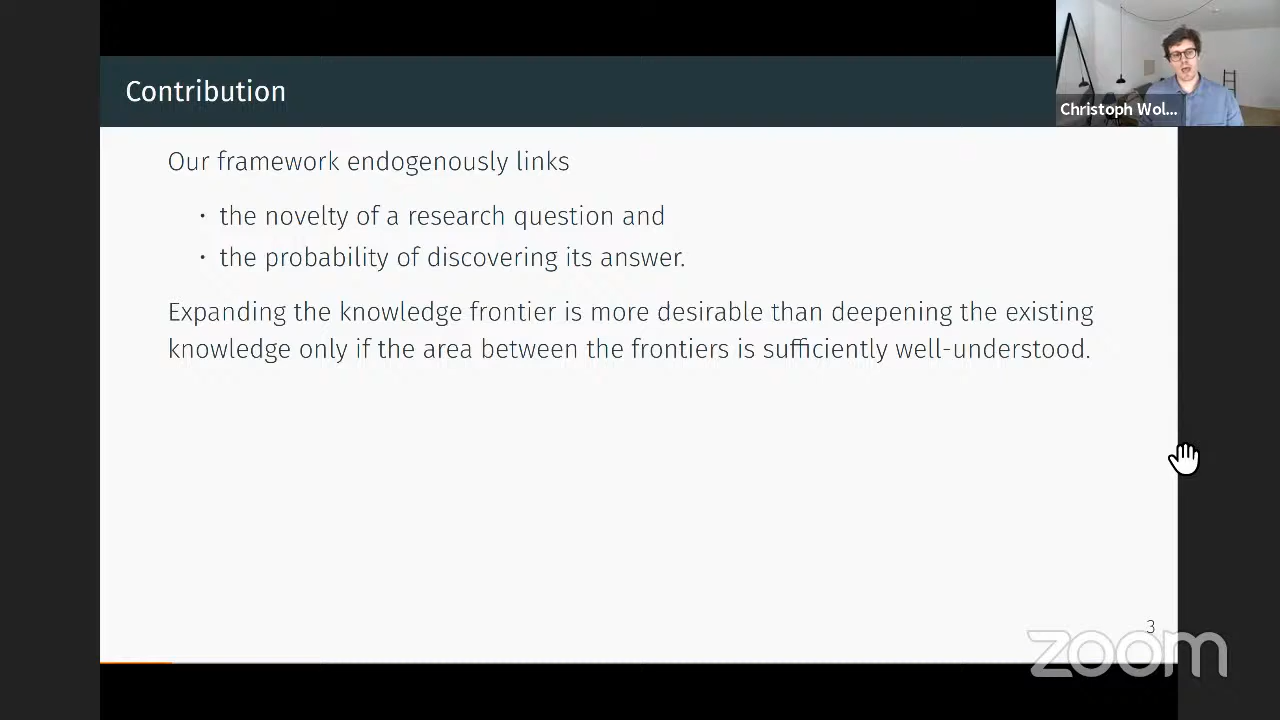 Contribution
Christoph Wol...
Our framework endogenously links
• the novelty of a research question and
• the probability of discovering its answer.
Expanding the knowledge frontier is more desirable than deepening the existing
knowledge only if the area between the frontiers is sufficiently well-understood.
3
zoom